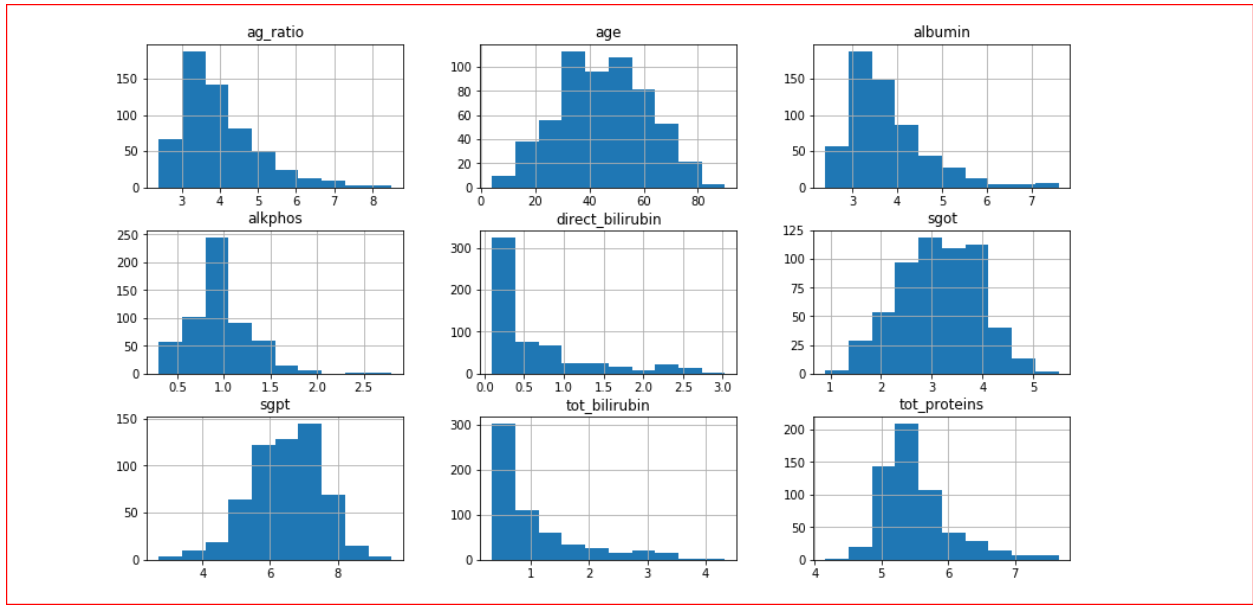 ag_ratio age albumin
150 100 150
80
100 60 100
40
50 50
20
0 0 0
3 4 5 6 7 8 0 20 40 60 80 3 4 5 6 7
alkphos direct_bilirubin sgot
250 125
300
200 100
150 200 75
100 50
100
50 25
0 0 0
0.5 1.0 1.5 2.0 2.5 0.0 0.5 1.0 1.5 2.0 2.5 3.0 1 2 3 4 5
sgpt tot_bilirubin tot_proteins
150 300 200
100 200 150
100
50 100
50
0 0 0
4 6 8 1 2 3 4 4 5 6 7